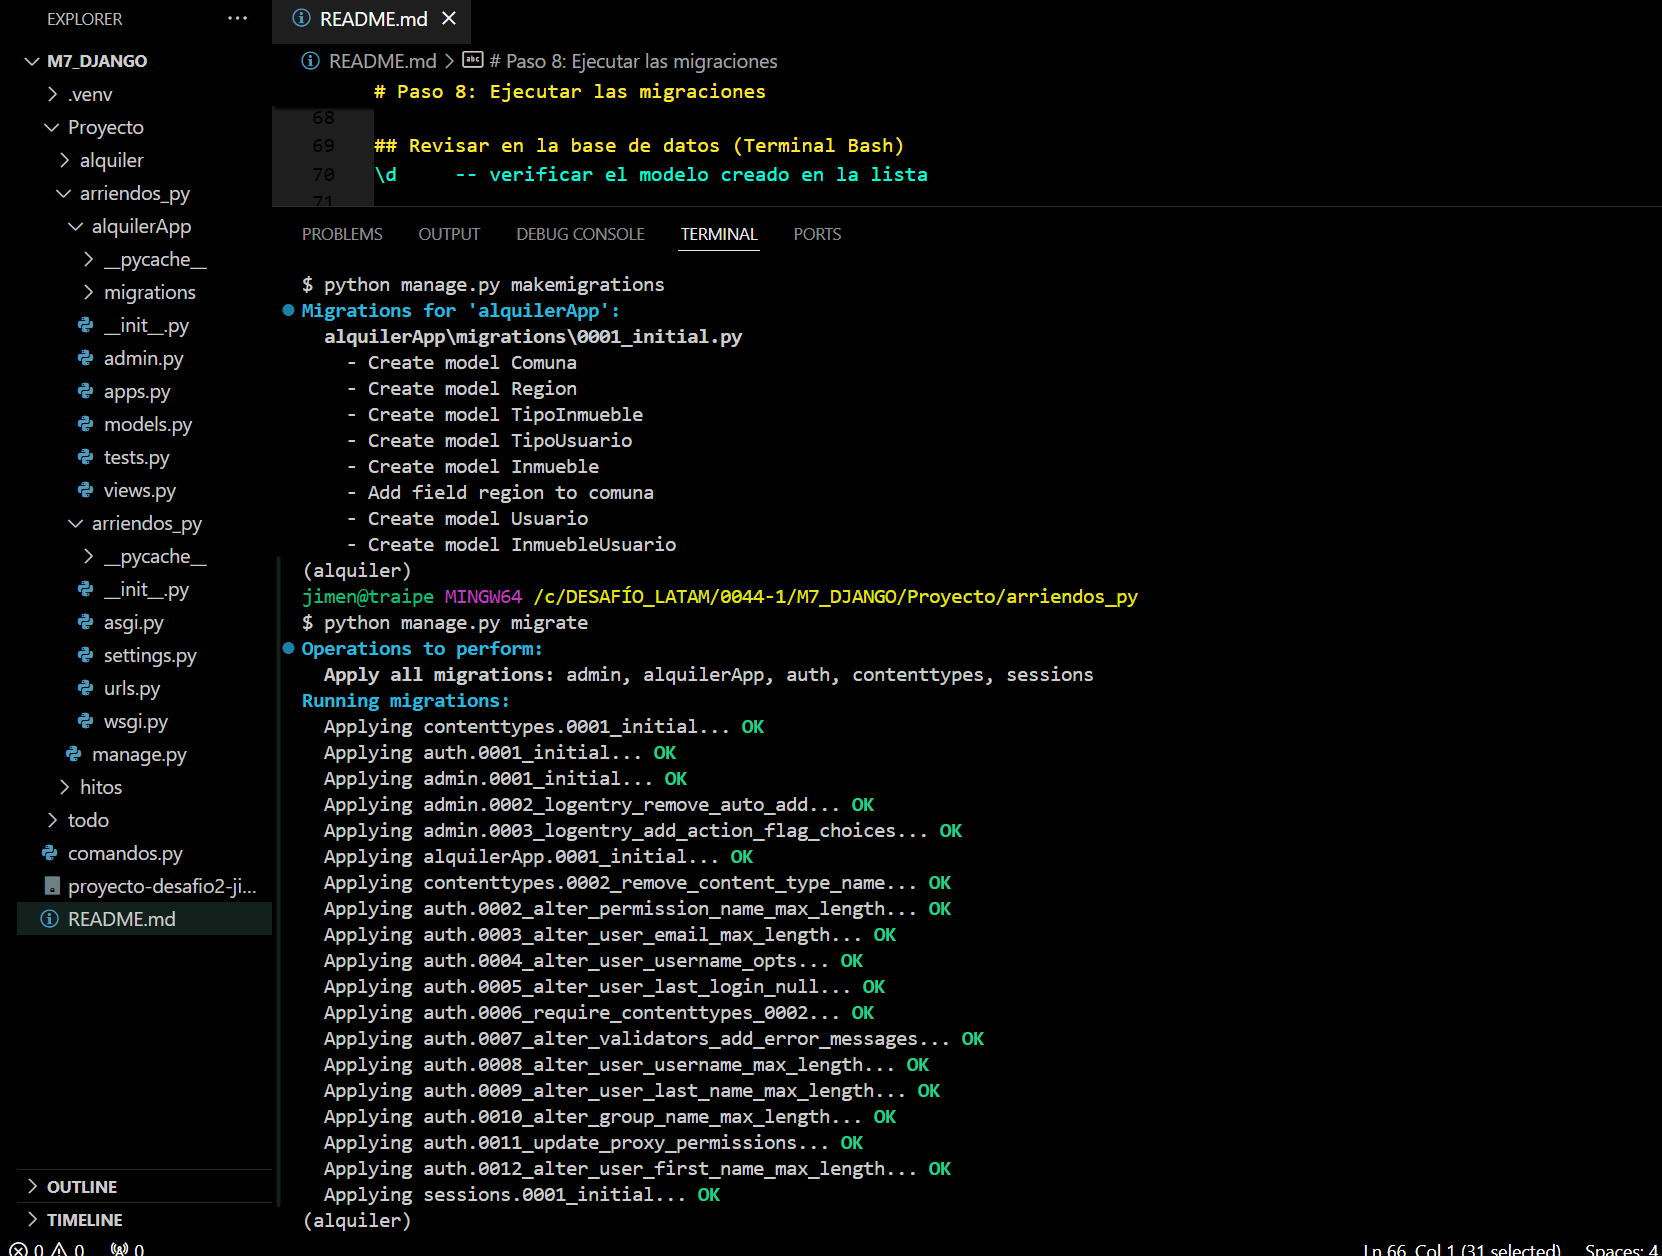 EXPLORER ...
M7_DJANGO
.venv
Proyecto
alquiler
arriendos_py
alquilerApp
__pycache__
migrations
__init__.py
admin.py
apps.py
models.py
tests.py
views.py
arriendos_py
__pycache__
__init__.py
asgi.py
settings.py
urls.py
wsgi.py
manage.py
hitos
todo
comandos.py
proyecto-desafio2-ji...
README.md
OUTLINE
TIMELINE
README.md
README.md > # Paso 8: Ejecutar las migraciones
# Paso 8: Ejecutar las migraciones
68
69 ## Revisar en la base de datos (Terminal Bash)
70 \d -- verificar el modelo creado en la lista
71
PROBLEMS OUTPUT DEBUG CONSOLE TERMINAL PORTS
$ python manage.py makemigrations
Migrations for 'alquilerApp':
alquilerApp\migrations\0001_initial.py
- Create model Comuna
- Create model Region
- Create model TipoInmueble
- Create model TipoUsuario
- Create model Inmueble
- Add field region to comuna
- Create model Usuario
- Create model InmuebleUsuario
(alquiler)
jimen@traipe MINGW64 /c/DESAFÍO_LATAM/0044-1/M7_DJANGO/Proyecto/arriendos_py
$ python manage.py migrate
Operations to perform:
Apply all migrations: admin, alquilerApp, auth, contenttypes, sessions
Running migrations:
Applying contenttypes.0001_initial... OK
Applying auth.0001_initial... OK
Applying admin.0001_initial... OK
Applying admin.0002_logentry_remove_auto_add... OK
Applying admin.0003_logentry_add_action_flag_choices... OK
Applying alquilerApp.0001_initial... OK
Applying contenttypes.0002_remove_content_type_name... OK
Applying auth.0002_alter_permission_name_max_length... OK
Applying auth.0003_alter_user_email_max_length... OK
Applying auth.0004_alter_user_username_opts... OK
Applying auth.0005_alter_user_last_login_null... OK
Applying auth.0006_require_contenttypes_0002... OK
Applying auth.0007_alter_validators_add_error_messages... OK
Applying auth.0008_alter_user_username_max_length... OK
Applying auth.0009_alter_user_last_name_max_length... OK
Applying auth.0010_alter_group_name_max_length... OK
Applying auth.0011_update_proxy_permissions... OK
Applying auth.0012_alter_user_first_name_max_length... OK
Applying sessions.0001_initial... OK
(alquiler)
0 0 0 Ln 66, Col 1 (31 selected) Spaces: 4